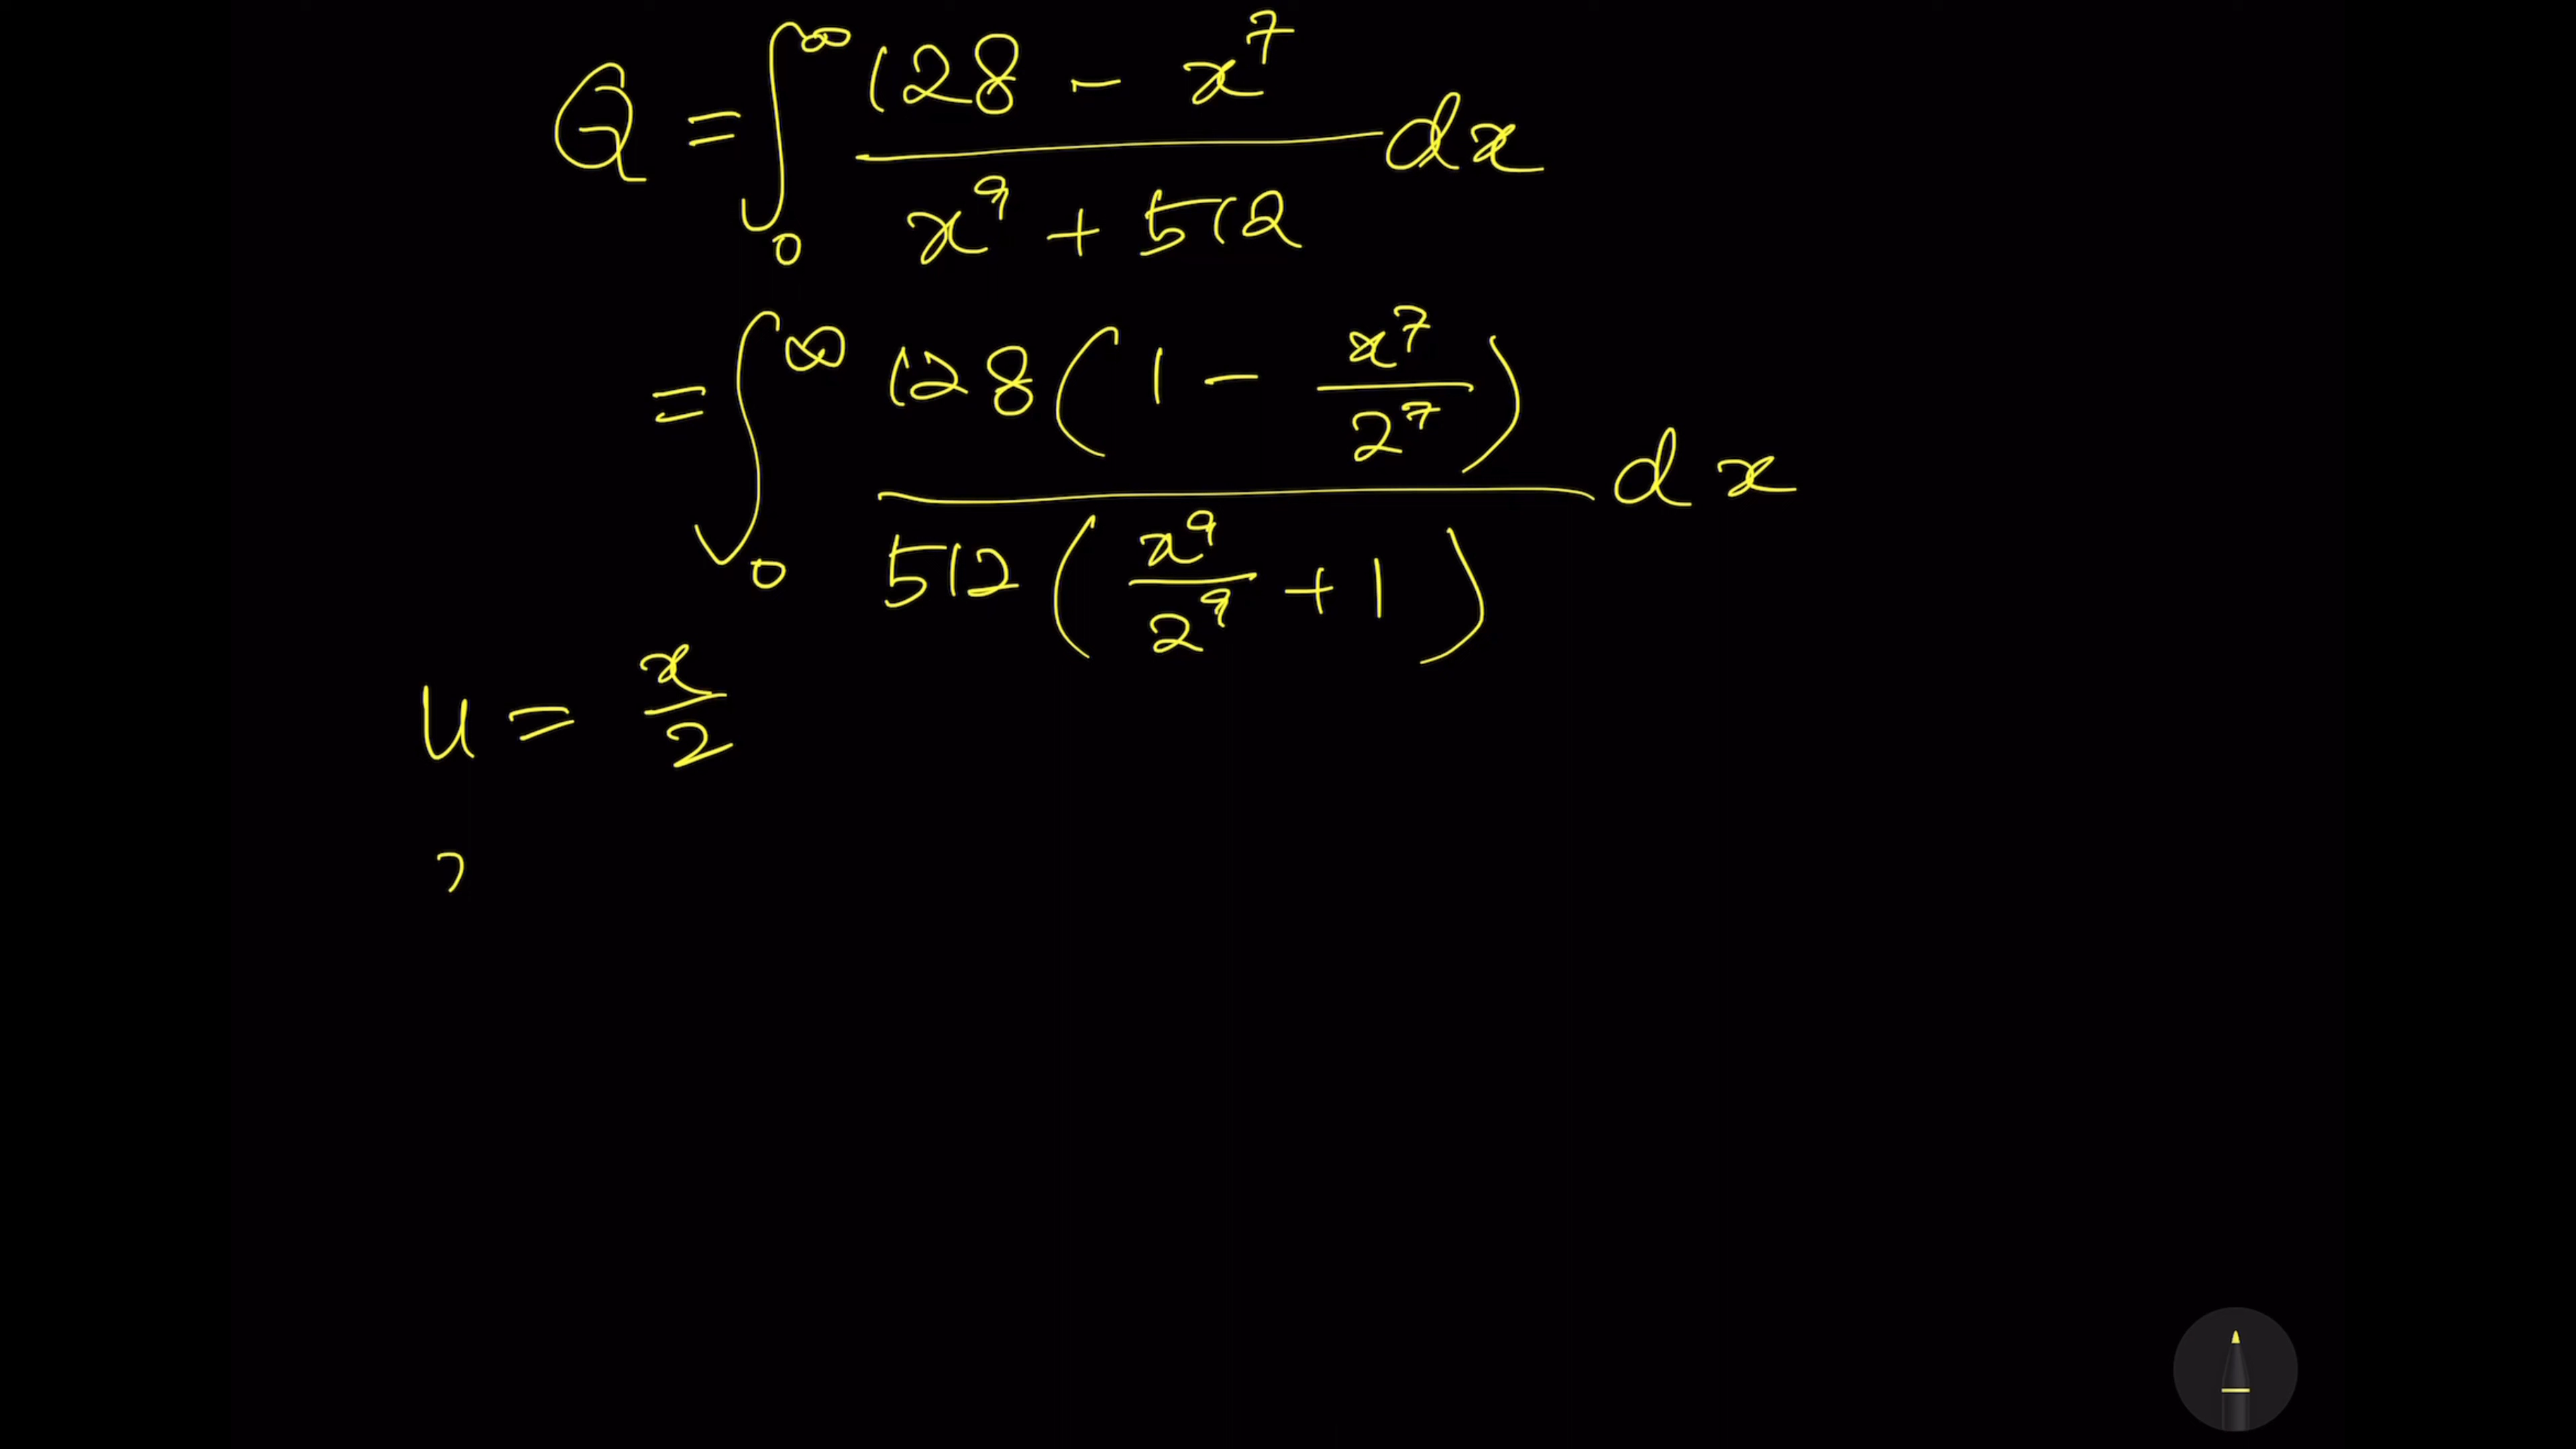 Q = ∫₀^∞ (128 - x⁷)/(x⁹ + 512) dx
= ∫₀^∞ 128(1 - x⁷/2⁷)/(512(x⁹/2⁹ + 1)) dx
u = x/2